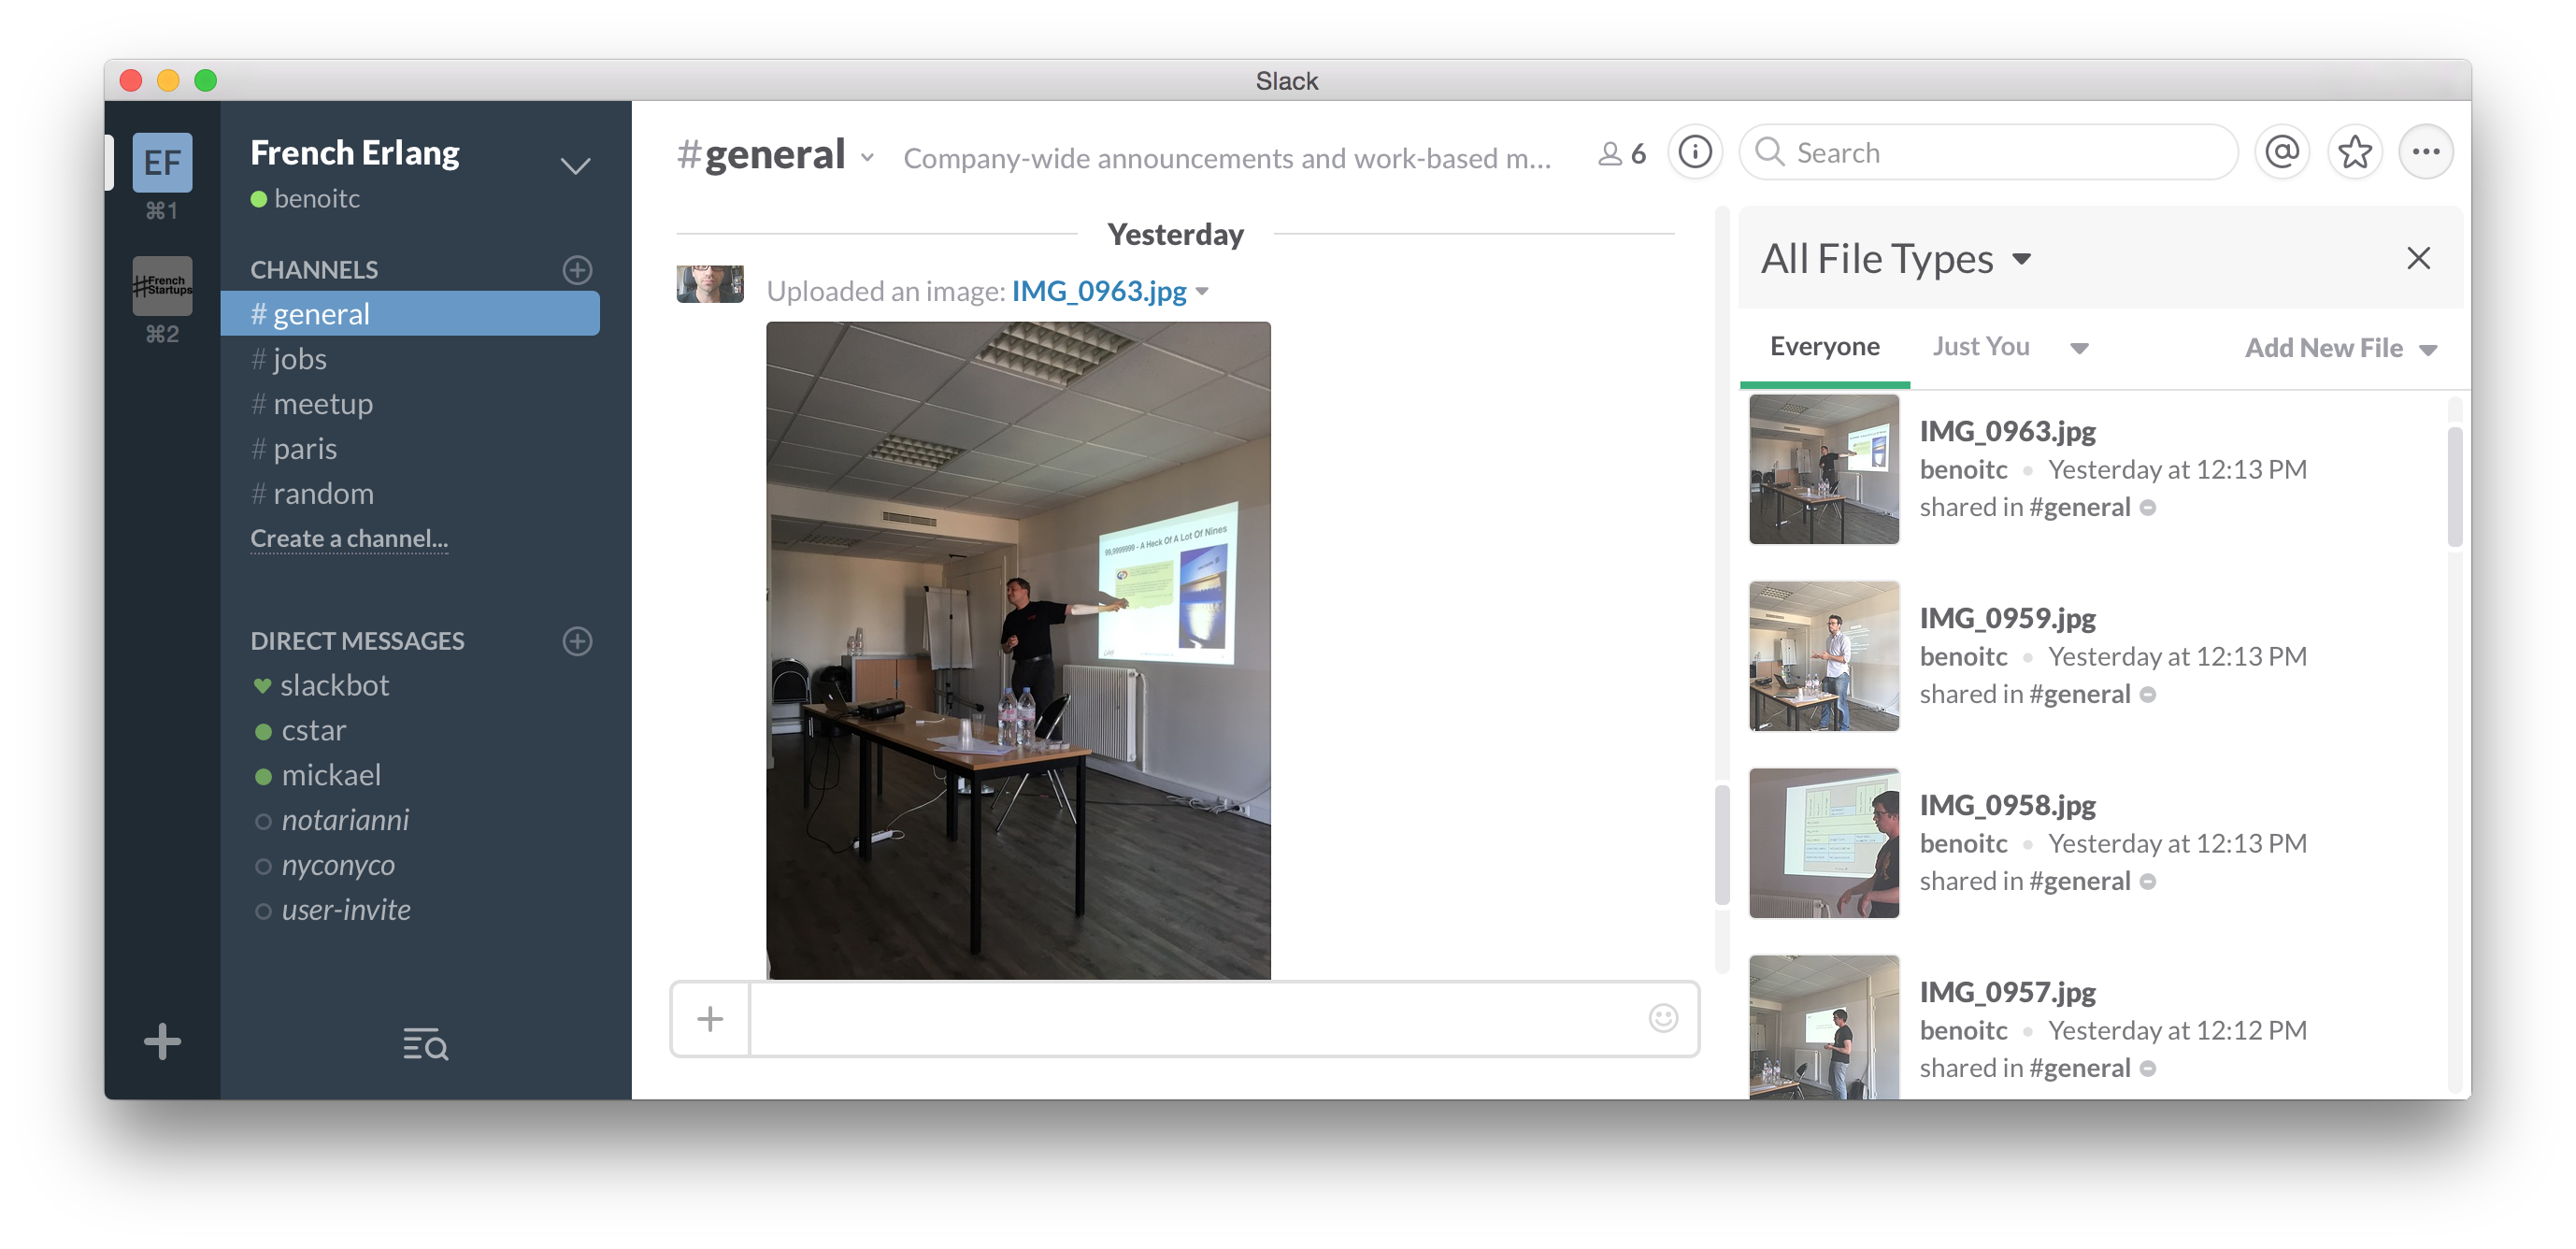 Slack
EF
⌘1
#French
Startups
⌘2
French Erlang
benoitc
CHANNELS
# general
# jobs
# meetup
# paris
# random
Create a channel...
DIRECT MESSAGES
slackbot
cstar
mickael
notarianni
nyconyco
user-invite
#general
Company-wide announcements and work-based m...
6
Search
Yesterday
Uploaded an image: IMG_0963.jpg
99,9999999 - A Heck Of A Lot Of Nines
All File Types
Everyone
Just You
Add New File
IMG_0963.jpg
benoitc • Yesterday at 12:13 PM
shared in #general
IMG_0959.jpg
benoitc • Yesterday at 12:13 PM
shared in #general
IMG_0958.jpg
benoitc • Yesterday at 12:13 PM
shared in #general
IMG_0957.jpg
benoitc • Yesterday at 12:12 PM
shared in #general